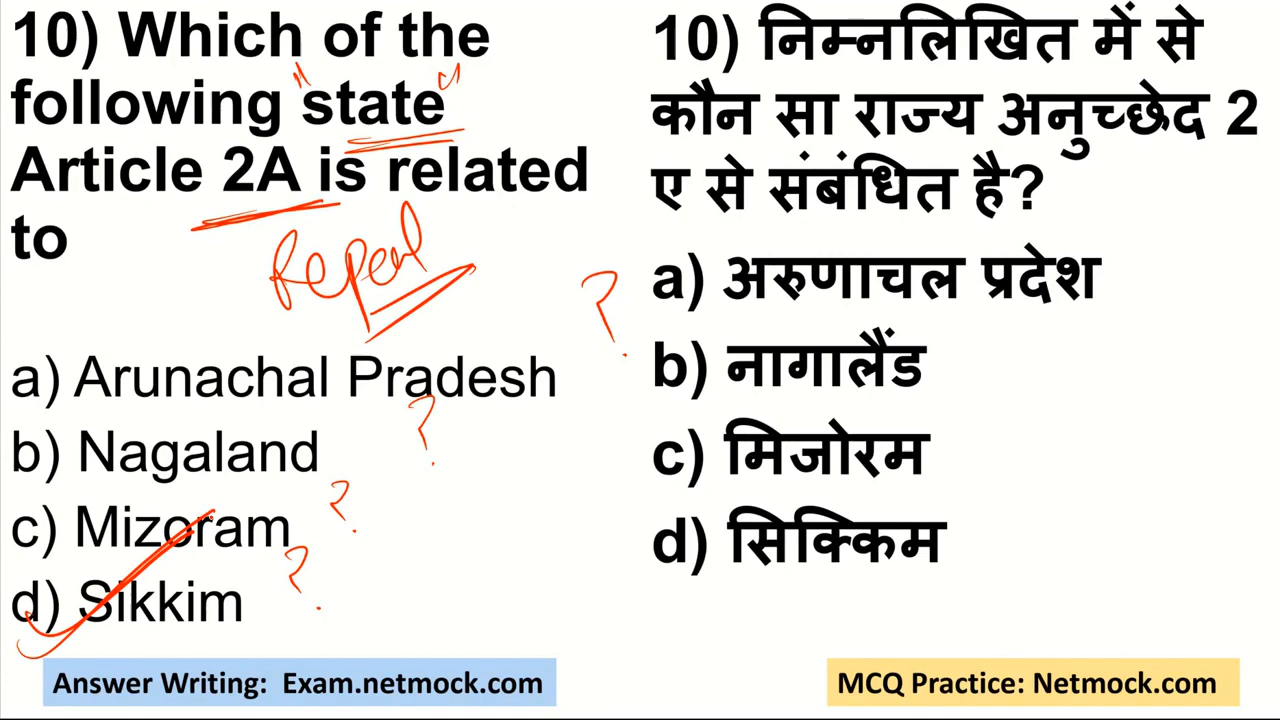 10) Which of the
following "state"
Article 2A is related
to
Repeal
?
a) Arunachal Pradesh
?
b) Nagaland
?
c) Mizoram
?
d) Sikkim
10) निम्नलिखित में से
कौन सा राज्य अनुच्छेद 2
ए से संबंधित है?
a) अरुणाचल प्रदेश
b) नागालैंड
c) मिजोरम
d) सिक्किम
Answer Writing: Exam.netmock.com
MCQ Practice: Netmock.com